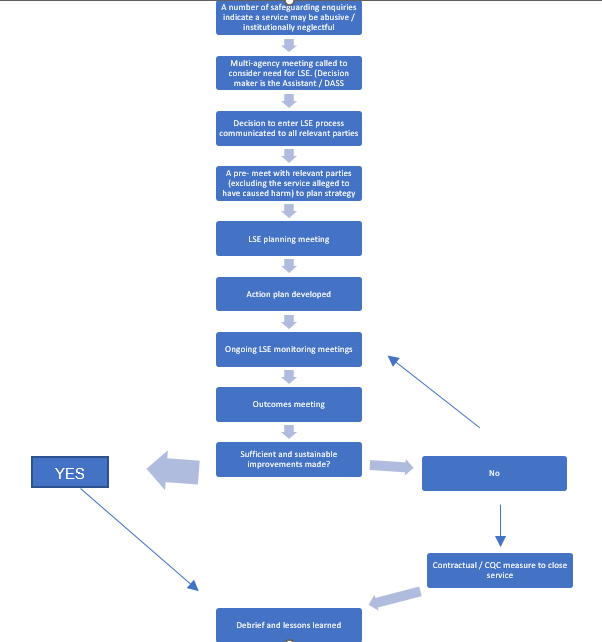 A number of safeguarding enquiries
indicate a service may be abusive /
institutionally neglectful
Multi-agency meeting called to
consider need for LSE. (Decision
maker is the Assistant / DASS
Decision to enter LSE process
communicated to all relevant parties
A pre- meet with relevant parties
(excluding the service alleged to
have caused harm) to plan strategy
LSE planning meeting
Action plan developed
Ongoing LSE monitoring meetings
Outcomes meeting
Sufficient and sustainable
improvements made?
YES
No
Contractual / CQC measure to close
service
Debrief and lessons learned